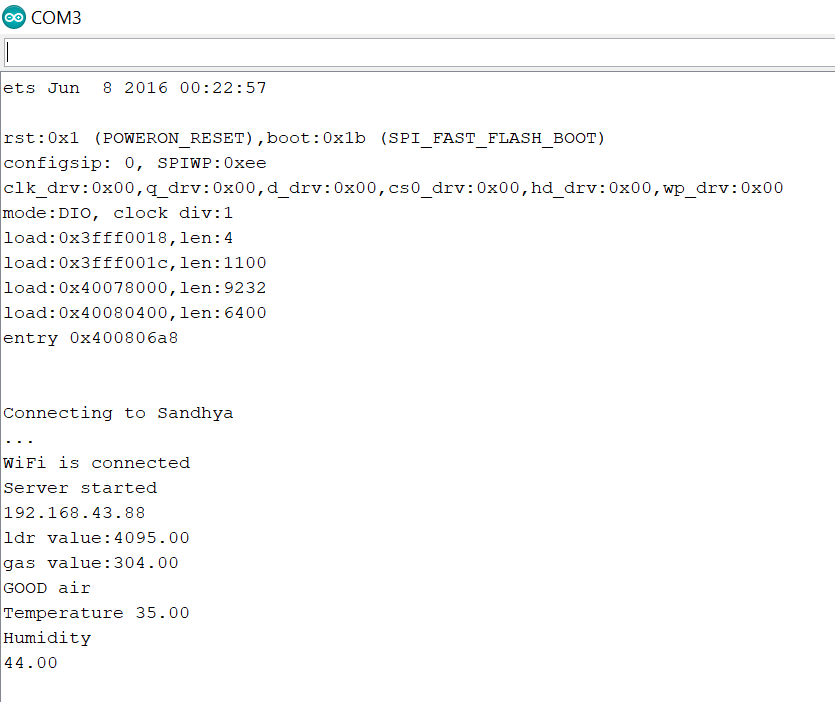 COM3
ets Jun  8 2016 00:22:57
rst:0x1 (POWERON_RESET),boot:0x1b (SPI_FAST_FLASH_BOOT)
configsip: 0, SPIWP:0xee
clk_drv:0x00,q_drv:0x00,d_drv:0x00,cs0_drv:0x00,hd_drv:0x00,wp_drv:0x00
mode:DIO, clock div:1
load:0x3fff0018,len:4
load:0x3fff001c,len:1100
load:0x40078000,len:9232
load:0x40080400,len:6400
entry 0x400806a8
Connecting to Sandhya
...
WiFi is connected
Server started
192.168.43.88
ldr value:4095.00
gas value:304.00
GOOD air
Temperature 35.00
Humidity
44.00